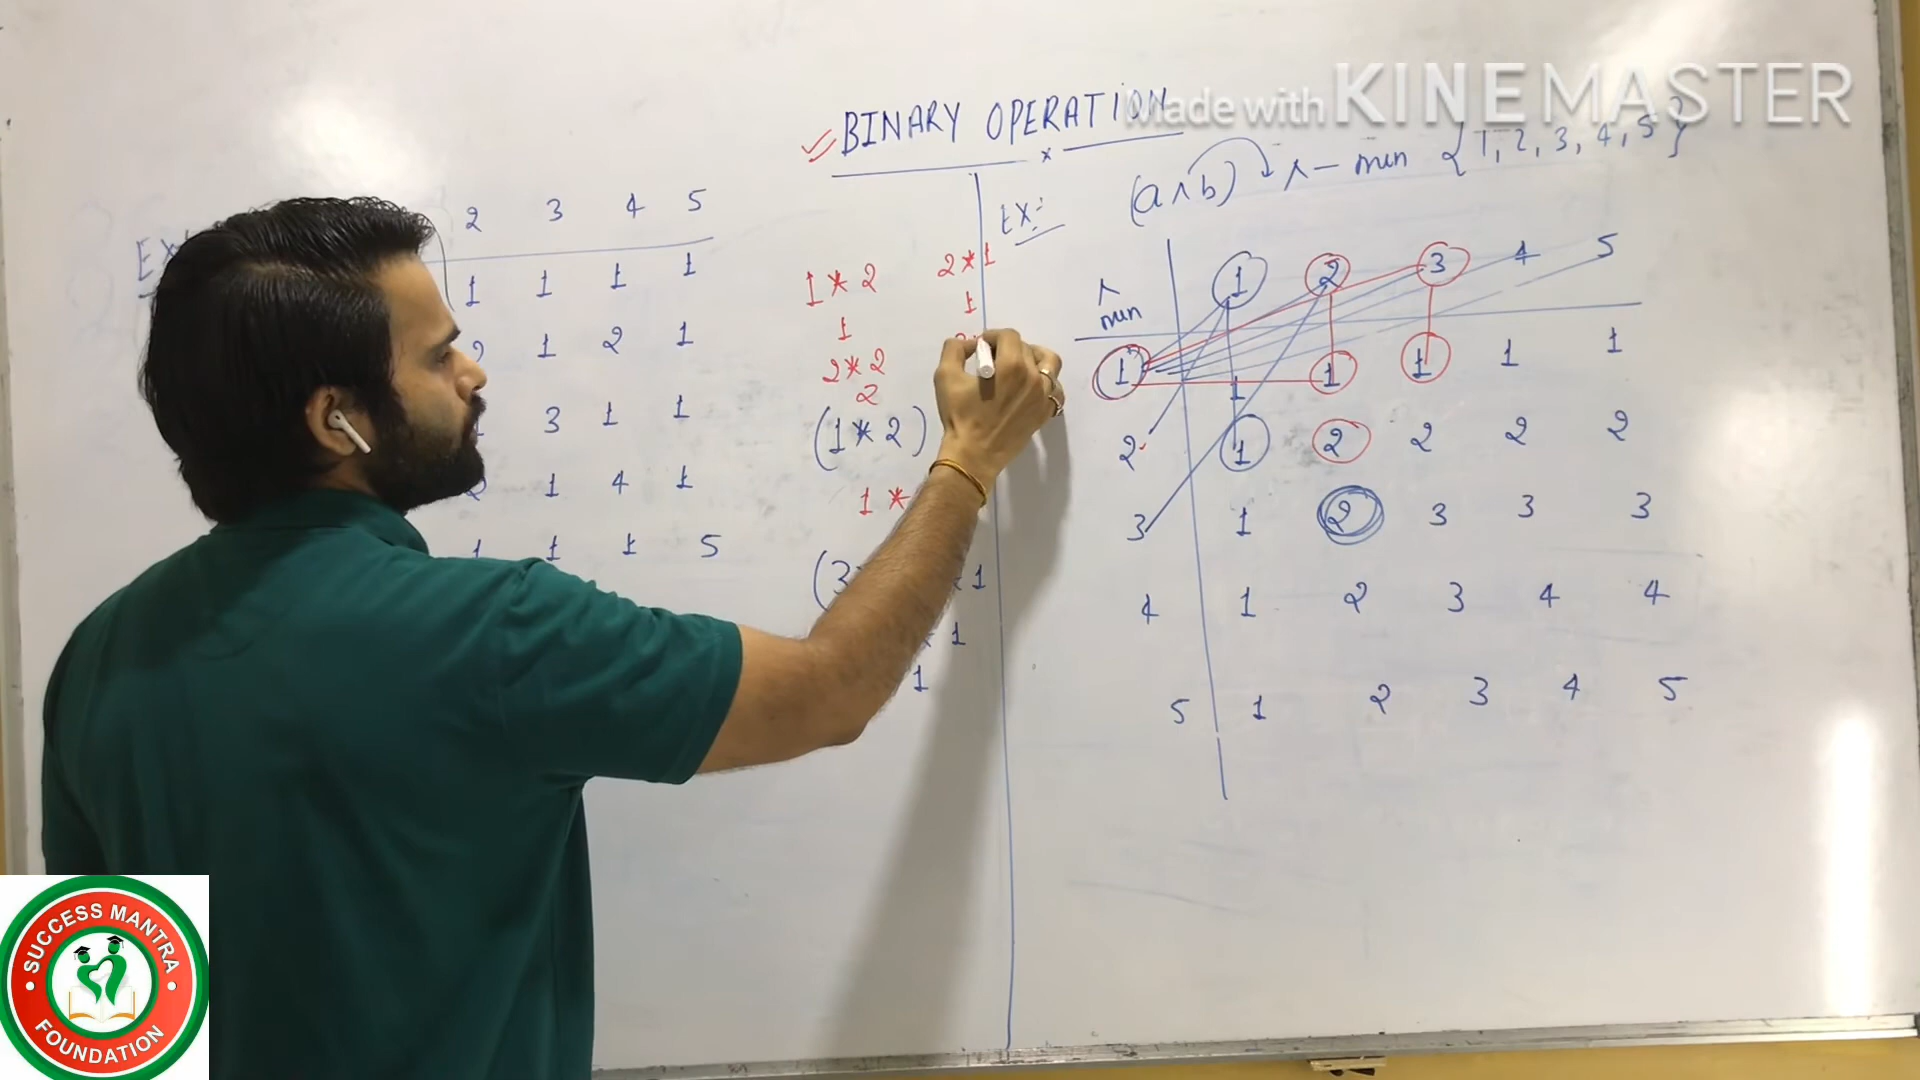 Made with KINEMASTER
BINARY OPERATION
(a ∧ b) ∧ - min {1, 2, 3, 4, 5}
Ex
2 3 4 5
1 1 1 1
2 1 2 1
3 1 1
2 1 4 1
1 1 1 5
1 * 2 2 * 1
1 1
2 * 2
2
(1 * 2)
1 *
(3 * 1
* 1
1
Ex:
∧ min 1 2 3 4 5
1 1 1 1 1 1
2 1 2 2 2 2
3 1 2 3 3 3
4 1 2 3 4 4
5 1 2 3 4 5
SUCCESS MANTRA
FOUNDATION